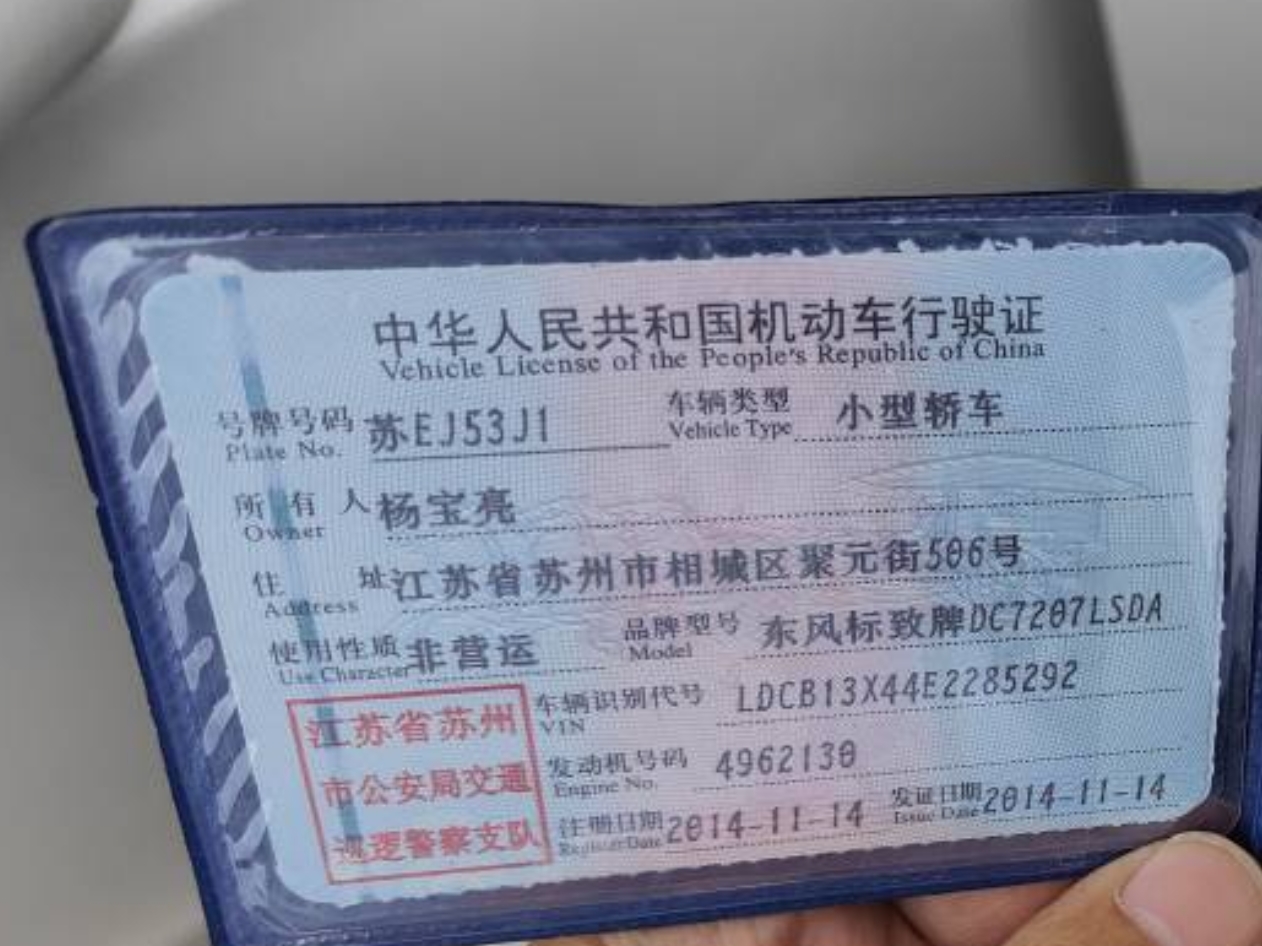 中华人民共和国机动车行驶证
Vehicle License of the People's Republic of China
号牌号码 苏EJ53J1 车辆类型 小型轿车
Plate No. Vehicle Type
所有人 杨宝亮
Owner
住址 江苏省苏州市相城区聚元街506号
Address
使用性质 非营运 品牌型号 东风标致牌DC7207LSDA
Use Character Model
江苏省苏州
市公安局交通
巡逻警察支队
车辆识别代号 LDCB13X44E2285292
VIN
发动机号码 4962130
Engine No.
注册日期 2014-11-14 发证日期 2014-11-14
Register Date Issue Date